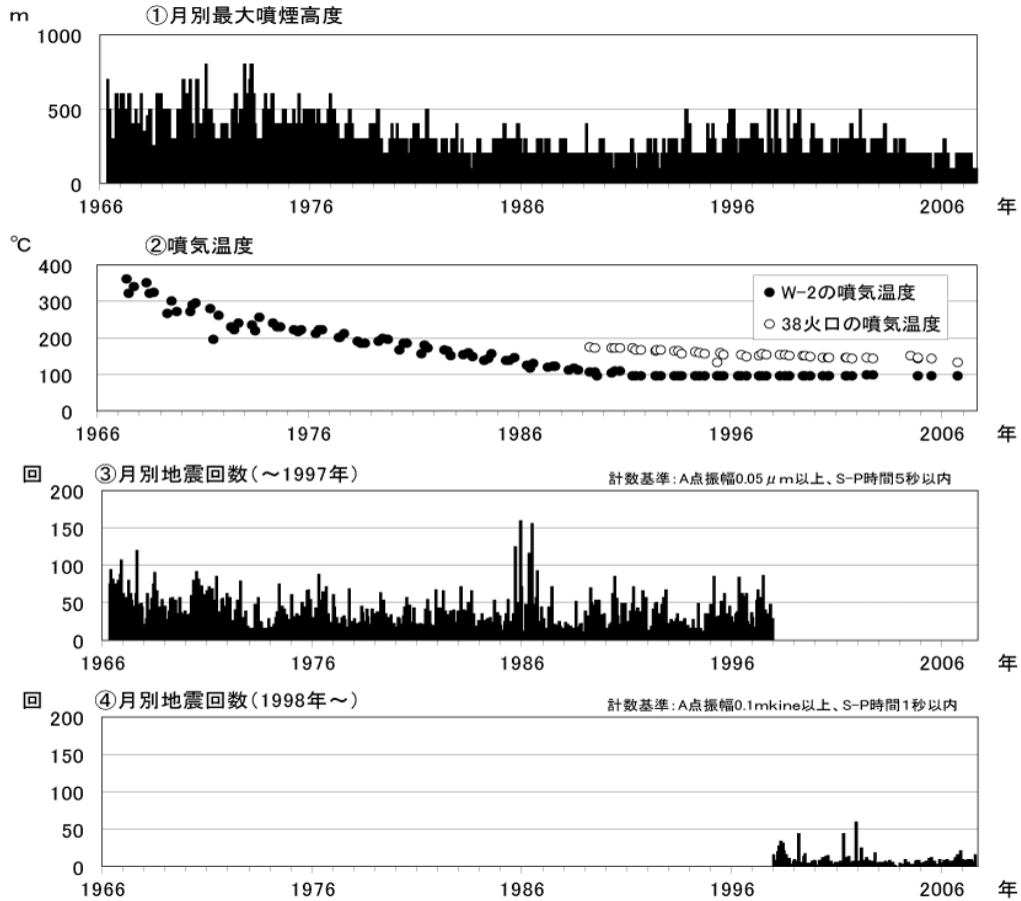 m
①月別最大噴煙高度
1000
500
0
1966 1976 1986 1996 2006 年
℃
②噴気温度
400
300
200
100
0
W-2の噴気温度
38火口の噴気温度
1966 1976 1986 1996 2006 年
回 ③月別地震回数(~1997年) 計数基準:A点振幅0.05μm以上、S-P時間5秒以内
200
150
100
50
0
1966 1976 1986 1996 2006 年
回 ④月別地震回数(1998年~) 計数基準:A点振幅0.1mkine以上、S-P時間1秒以内
200
150
100
50
0
1966 1976 1986 1996 2006 年